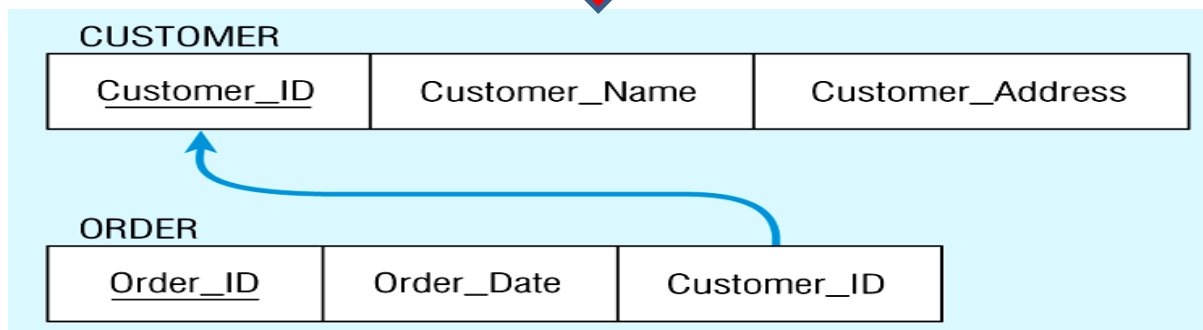 CUSTOMER
Customer_ID Customer_Name Customer_Address
ORDER
Order_ID Order_Date Customer_ID